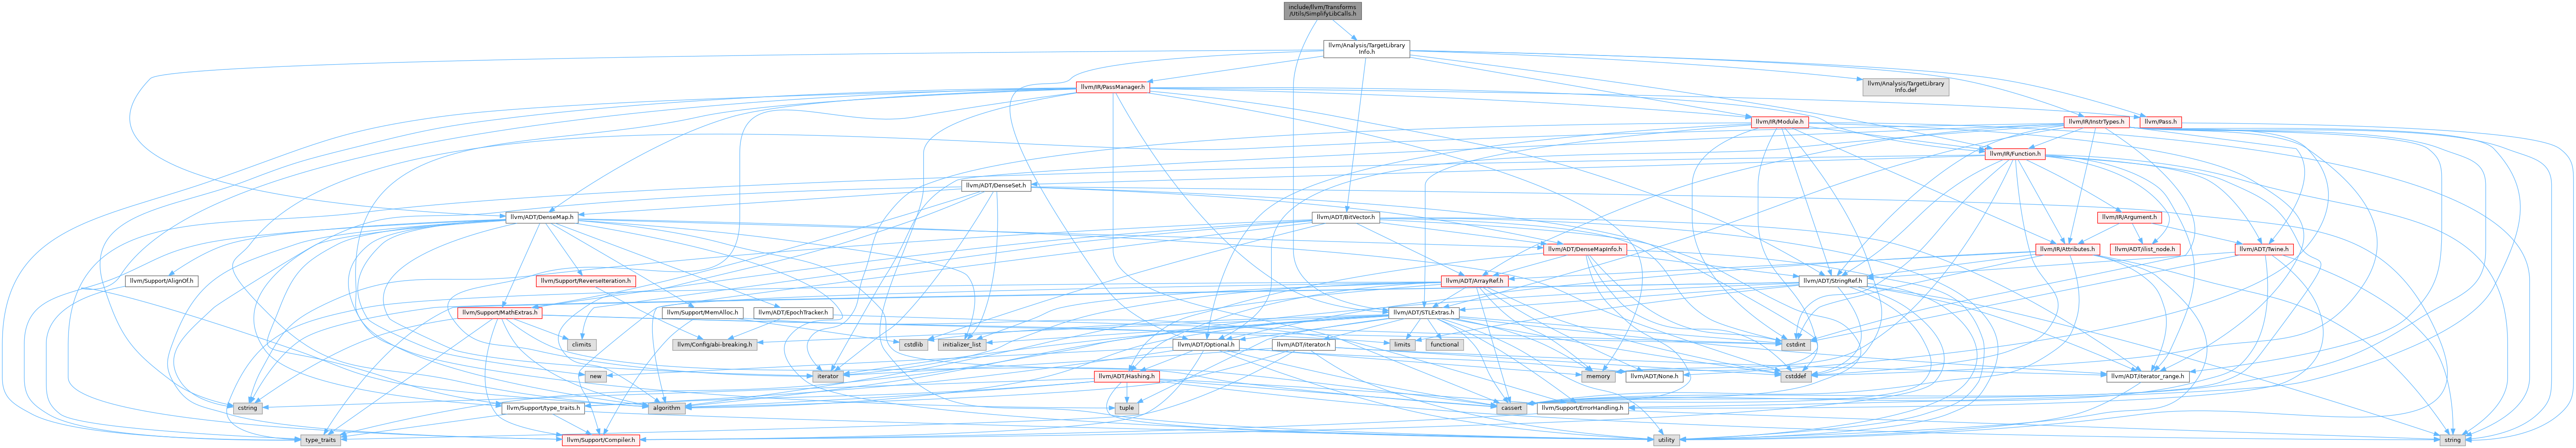 include/llvm/Transforms
/Utils/SimplifyLibCalls.h
llvm/Analysis/TargetLibrary
Info.h
llvm/IR/PassManager.h
llvm/Analysis/TargetLibrary
Info.def
llvm/IR/Module.h
llvm/IR/InstrTypes.h
llvm/Pass.h
llvm/IR/Function.h
llvm/ADT/DenseSet.h
llvm/ADT/DenseMap.h
llvm/ADT/BitVector.h
llvm/IR/Argument.h
llvm/ADT/DenseMapInfo.h
llvm/IR/Attributes.h
llvm/ADT/ilist_node.h
llvm/ADT/Twine.h
llvm/Support/AlignOf.h
llvm/Support/ReverseIteration.h
llvm/ADT/ArrayRef.h
llvm/ADT/StringRef.h
llvm/Support/MathExtras.h
llvm/Support/MemAlloc.h
llvm/ADT/EpochTracker.h
llvm/ADT/STLExtras.h
climits
llvm/Config/abi-breaking.h
cstdlib
initializer_list
llvm/ADT/Optional.h
llvm/ADT/iterator.h
limits
functional
cstdint
new
iterator
llvm/ADT/Hashing.h
memory
llvm/ADT/None.h
cstddef
llvm/ADT/iterator_range.h
cstring
llvm/Support/type_traits.h
algorithm
tuple
cassert
llvm/Support/ErrorHandling.h
type_traits
llvm/Support/Compiler.h
utility
string